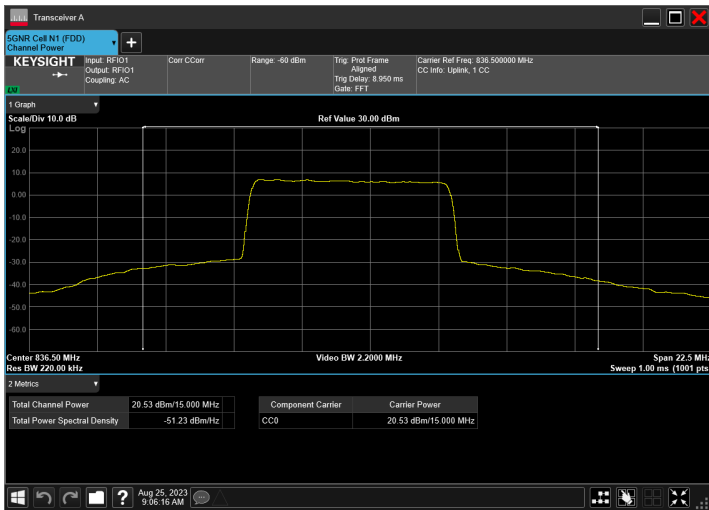 Transceiver A
5GNR Cell N1 (FDD)
Channel Power
KEYSIGHT
LXI
Input: RFIO1
Output: RFIO1
Coupling: AC
Corr CCorr
Range: -60 dBm
Trig: Prot Frame
Aligned
Trig Delay: 8.950 ms
Gate: FFT
Carrier Ref Freq: 836.500000 MHz
CC Info: Uplink, 1 CC
1 Graph
Scale/Div 10.0 dB
Ref Value 30.00 dBm
Log
20.0
10.0
0.00
-10.0
-20.0
-30.0
-40.0
-50.0
-60.0
Center 836.50 MHz
Video BW 2.2000 MHz
Span 22.5 MHz
Res BW 220.00 kHz
Sweep 1.00 ms (1001 pts
2 Metrics
Total Channel Power 20.53 dBm/15.000 MHz
Total Power Spectral Density -51.23 dBm/Hz
Component Carrier Carrier Power
CC0 20.53 dBm/15.000 MHz
?
Aug 25, 2023
9:06:16 AM